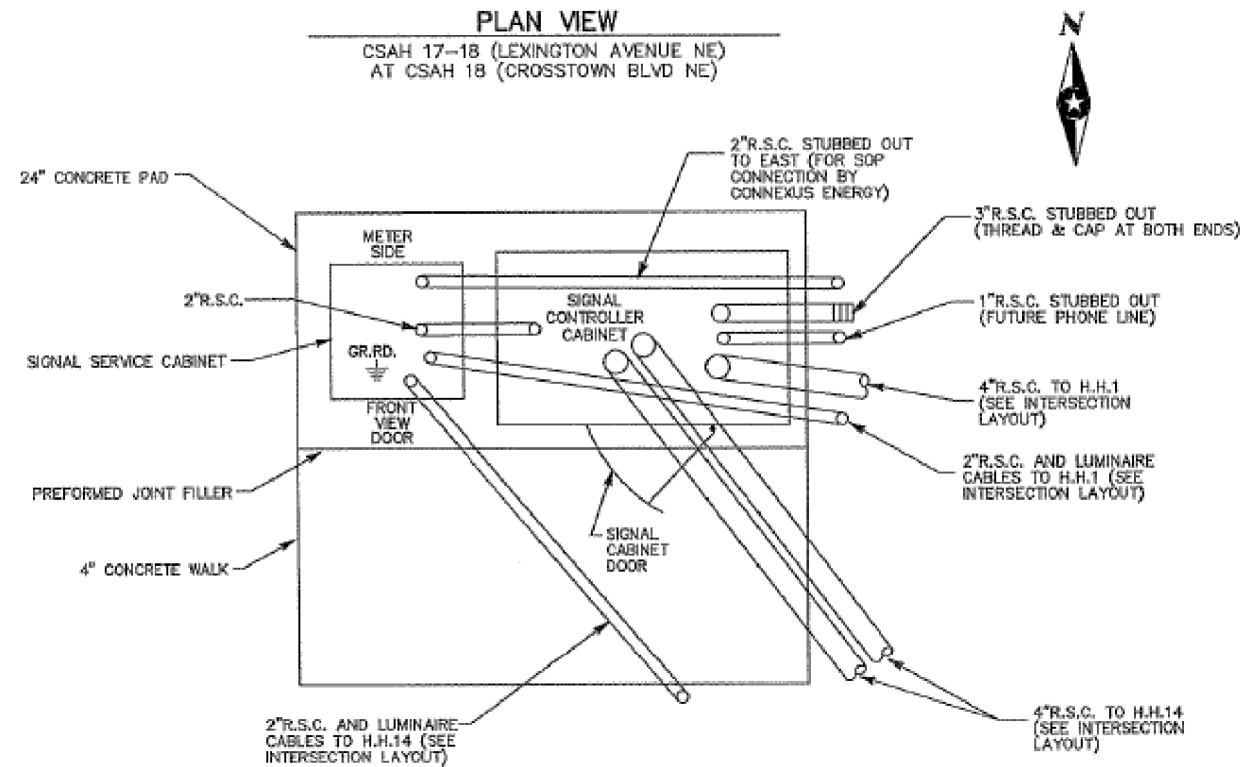 PLAN VIEW
CSAH 17-18 (LEXINGTON AVENUE NE)
AT CSAH 18 (CROSSTOWN BLVD NE)
N
2"R.S.C. STUBBED OUT
TO EAST (FOR SOP
CONNECTION BY
CONNEXUS ENERGY)
24" CONCRETE PAD
3"R.S.C. STUBBED OUT
(THREAD & CAP AT BOTH ENDS)
METER
SIDE
2"R.S.C.
SIGNAL
CONTROLLER
CABINET
1"R.S.C. STUBBED OUT
(FUTURE PHONE LINE)
SIGNAL SERVICE CABINET
GR.RD.
4"R.S.C. TO H.H.1
(SEE INTERSECTION
LAYOUT)
FRONT
VIEW
DOOR
2"R.S.C. AND LUMINAIRE
CABLES TO H.H.1 (SEE
INTERSECTION LAYOUT)
PREFORMED JOINT FILLER
SIGNAL
CABINET
DOOR
4" CONCRETE WALK
2"R.S.C. AND LUMINAIRE
CABLES TO H.H.14 (SEE
INTERSECTION LAYOUT)
4"R.S.C. TO H.H.14
(SEE INTERSECTION
LAYOUT)